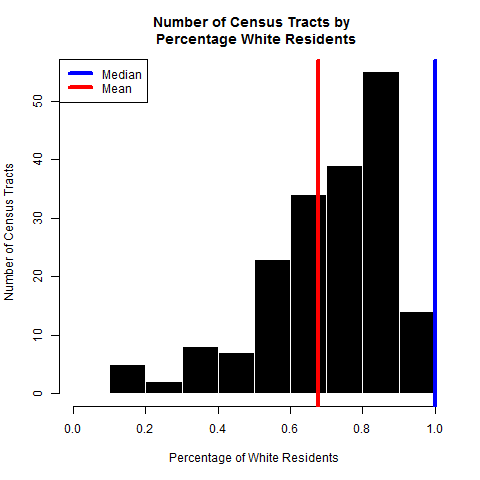 Number of Census Tracts by
Percentage White Residents
Median
Mean
Number of Census Tracts
0
10
20
30
40
50
0.0
0.2
0.4
0.6
0.8
1.0
Percentage of White Residents